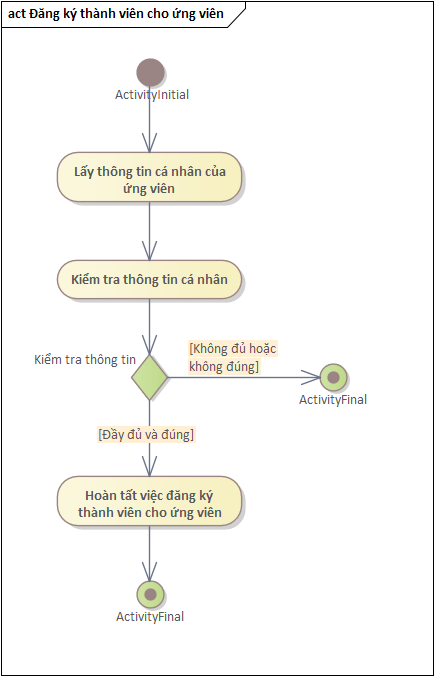 act Đăng ký thành viên cho ứng viên
ActivityInitial
Lấy thông tin cá nhân của
ứng viên
Kiểm tra thông tin cá nhân
Kiểm tra thông tin
[Không đủ hoặc
không đúng]
ActivityFinal
[Đầy đủ và đúng]
Hoàn tất việc đăng ký
thành viên cho ứng viên
ActivityFinal